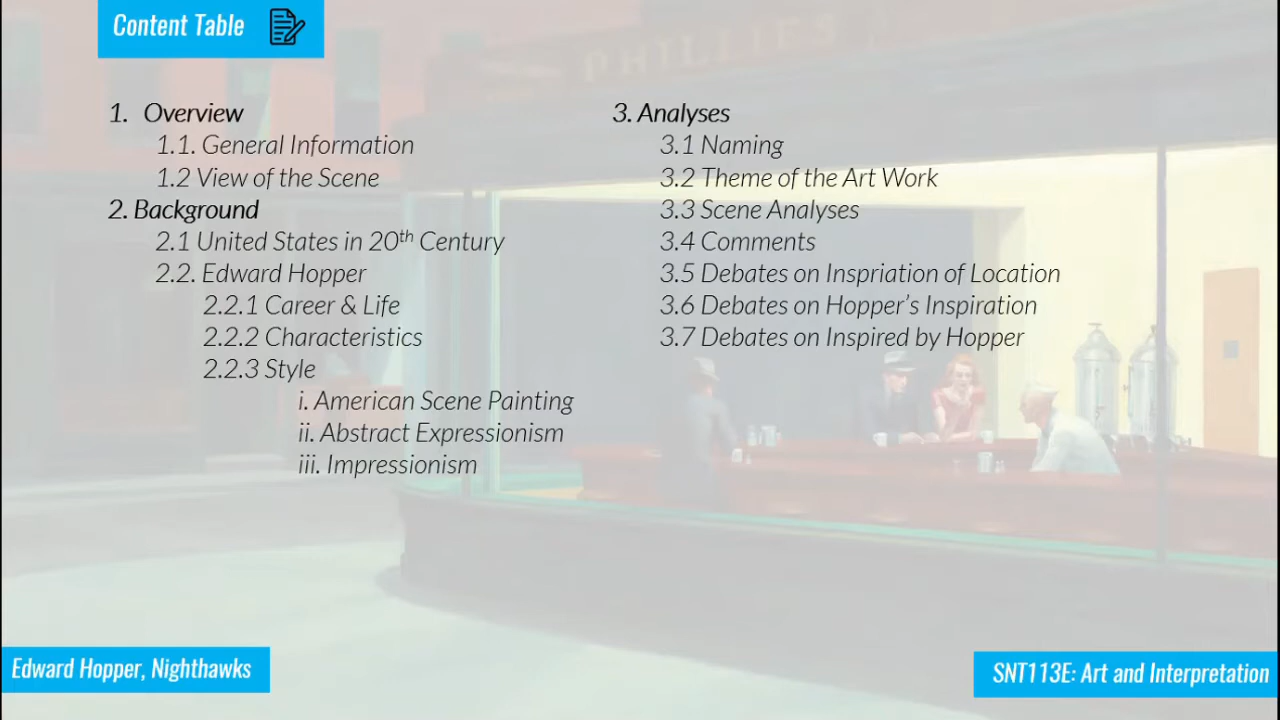 Content Table
PHILLIES
1. Overview
1.1. General Information
1.2 View of the Scene
2. Background
2.1 United States in 20th Century
2.2. Edward Hopper
2.2.1 Career & Life
2.2.2 Characteristics
2.2.3 Style
i. American Scene Painting
ii. Abstract Expressionism
iii. Impressionism
3. Analyses
3.1 Naming
3.2 Theme of the Art Work
3.3 Scene Analyses
3.4 Comments
3.5 Debates on Inspriation of Location
3.6 Debates on Hopper's Inspiration
3.7 Debates on Inspired by Hopper
Edward Hopper, Nighthawks
SNT113E: Art and Interpretation